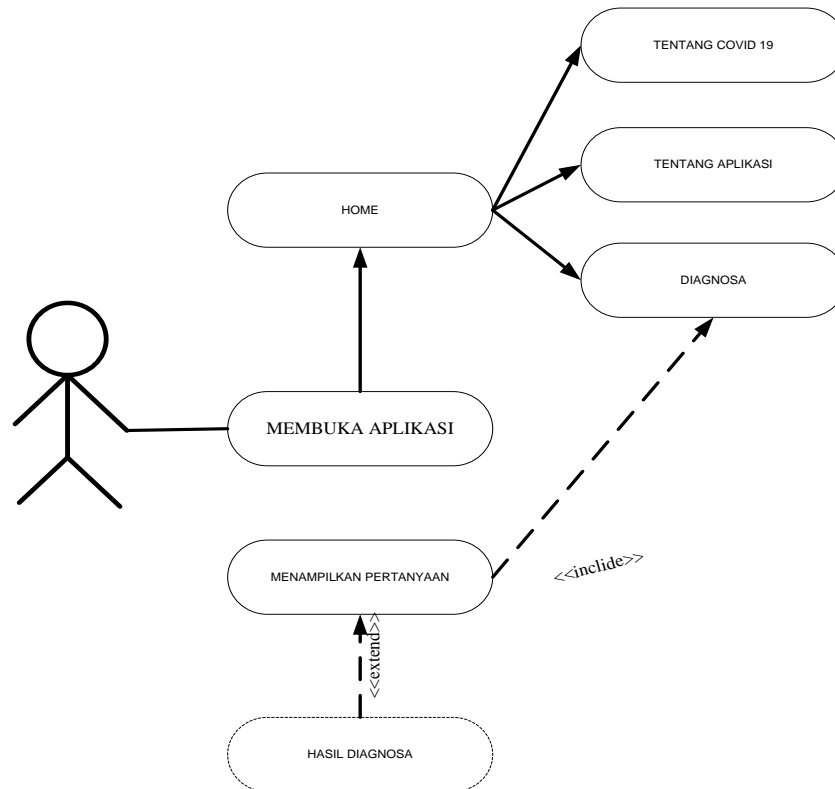 TENTANG COVID 19
TENTANG APLIKASI
HOME
DIAGNOSA
MEMBUKA APLIKASI
MENAMPILKAN PERTANYAAN
<<inclide>>
<<extend>>
HASIL DIAGNOSA